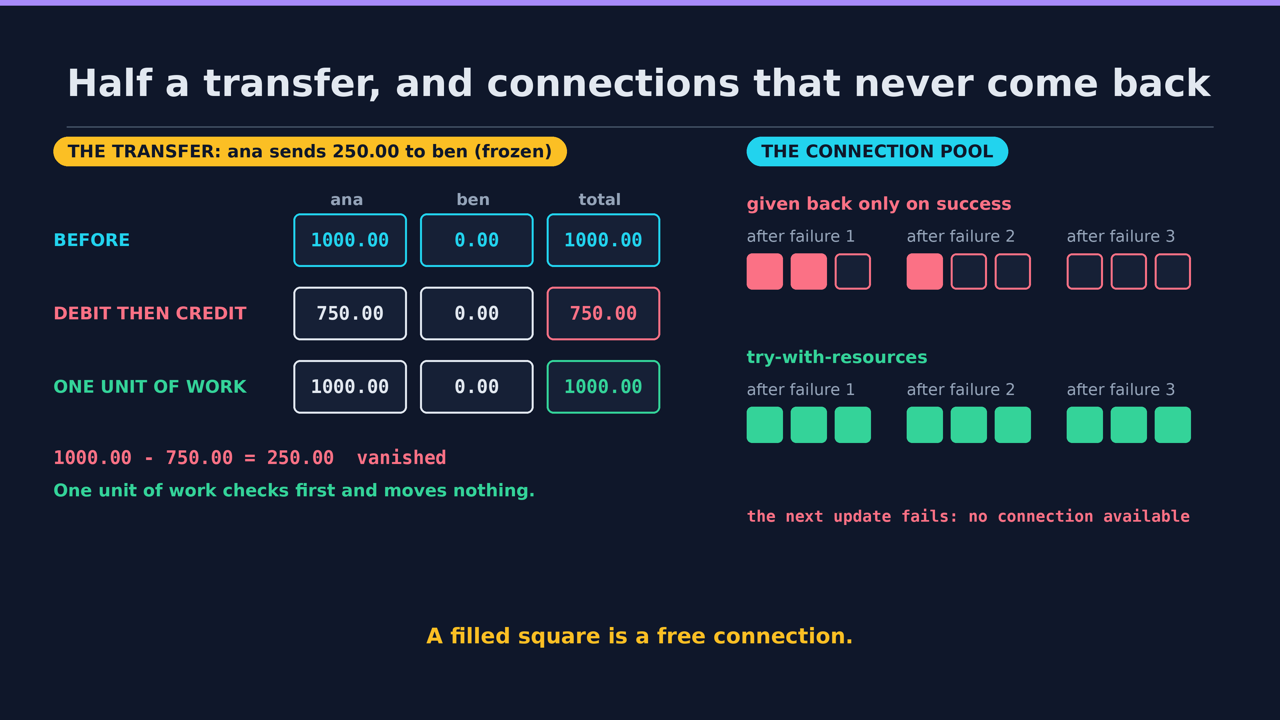 Half a transfer, and connections that never come back
THE TRANSFER: ana sends 250.00 to ben (frozen)
ana ben total
BEFORE 1000.00 0.00 1000.00
DEBIT THEN CREDIT 750.00 0.00 750.00
ONE UNIT OF WORK 1000.00 0.00 1000.00
1000.00 - 750.00 = 250.00 vanished
One unit of work checks first and moves nothing.
THE CONNECTION POOL
given back only on success
after failure 1 after failure 2 after failure 3
try-with-resources
after failure 1 after failure 2 after failure 3
the next update fails: no connection available
A filled square is a free connection.